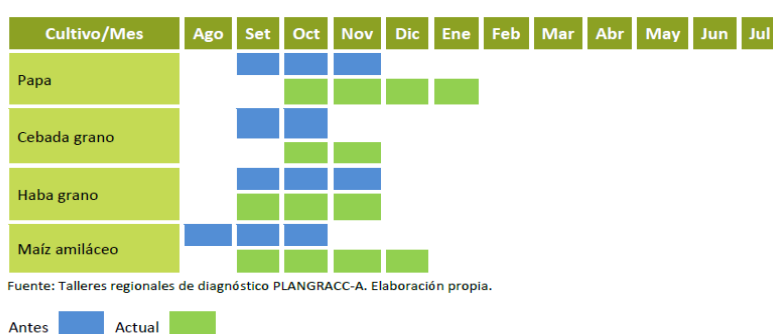 Cultivo/Mes Ago Set Oct Nov Dic Ene Feb Mar Abr May Jun Jul
Papa
Cebada grano
Haba grano
Maíz amiláceo
Fuente: Talleres regionales de diagnóstico PLANGRACC-A. Elaboración propia.
Antes Actual